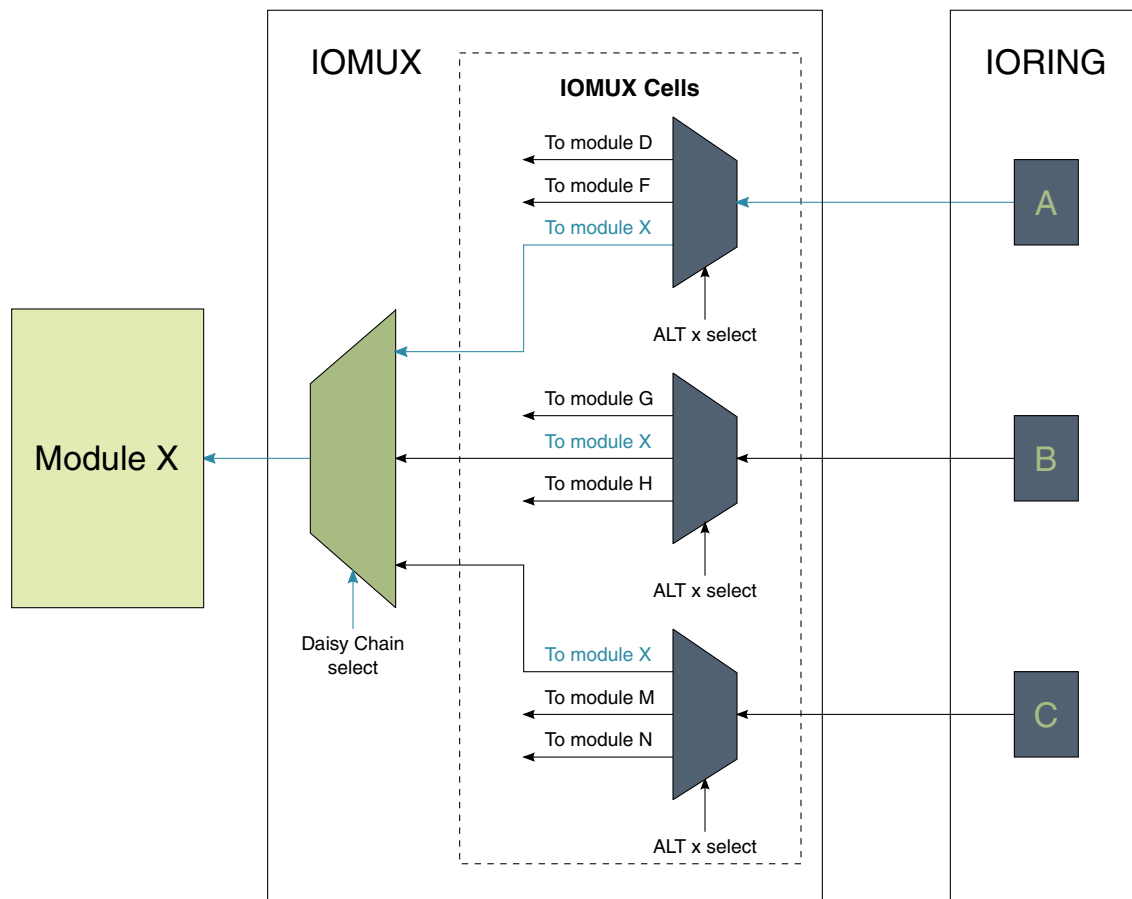 IOMUX
IORING
IOMUX Cells
To module D
To module F
To module X
A
ALT x select
To module G
To module X
To module H
B
ALT x select
Module X
Daisy Chain
select
To module X
To module M
To module N
C
ALT x select